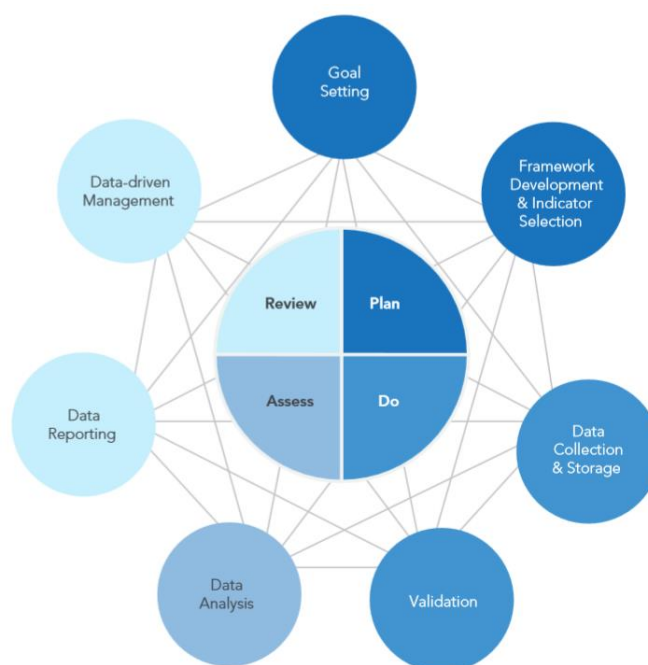 Goal
Setting
Data-driven
Management
Framework
Development
& Indicator
Selection
Review
Plan
Assess
Do
Data
Reporting
Data
Collection
& Storage
Data
Analysis
Validation